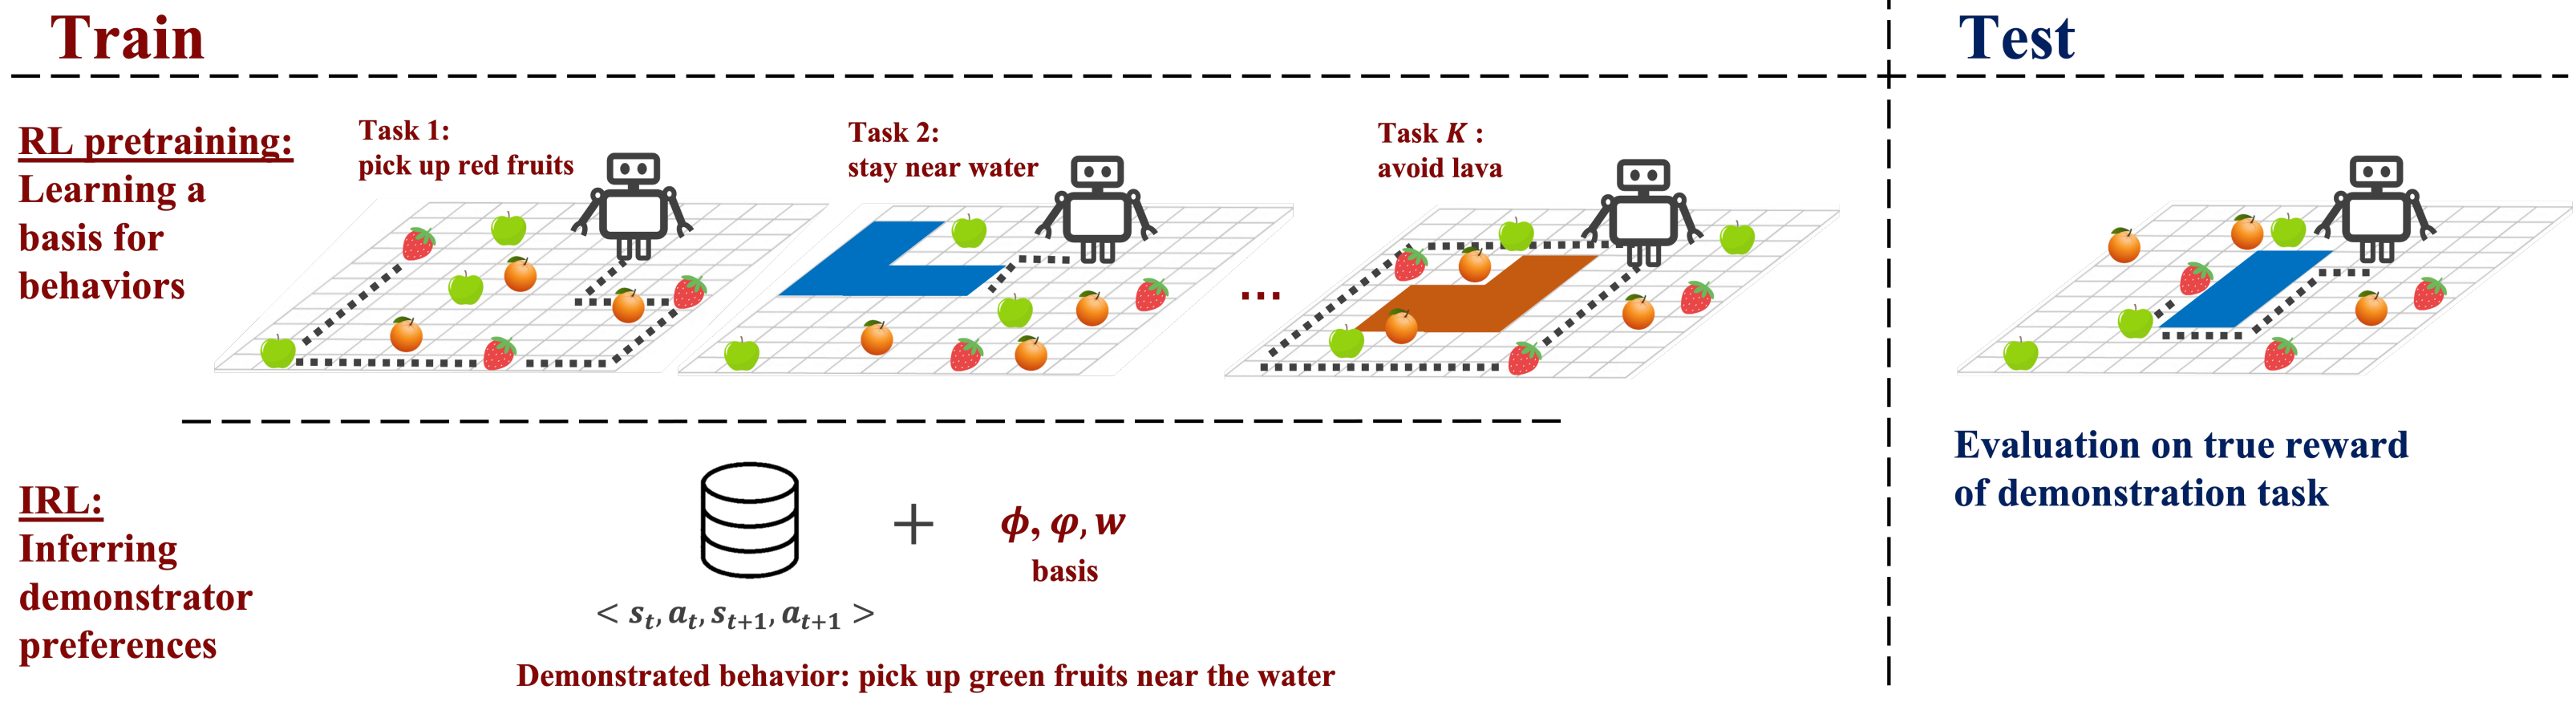 Train
Test
RL pretraining:
Learning a
basis for
behaviors
Task 1:
pick up red fruits
Task 2:
stay near water
...
Task K :
avoid lava
IRL:
Inferring
demonstrator
preferences
+
ϕ, φ, w
basis
< s_t, a_t, s_{t+1}, a_{t+1} >
Demonstrated behavior: pick up green fruits near the water
Evaluation on true reward
of demonstration task